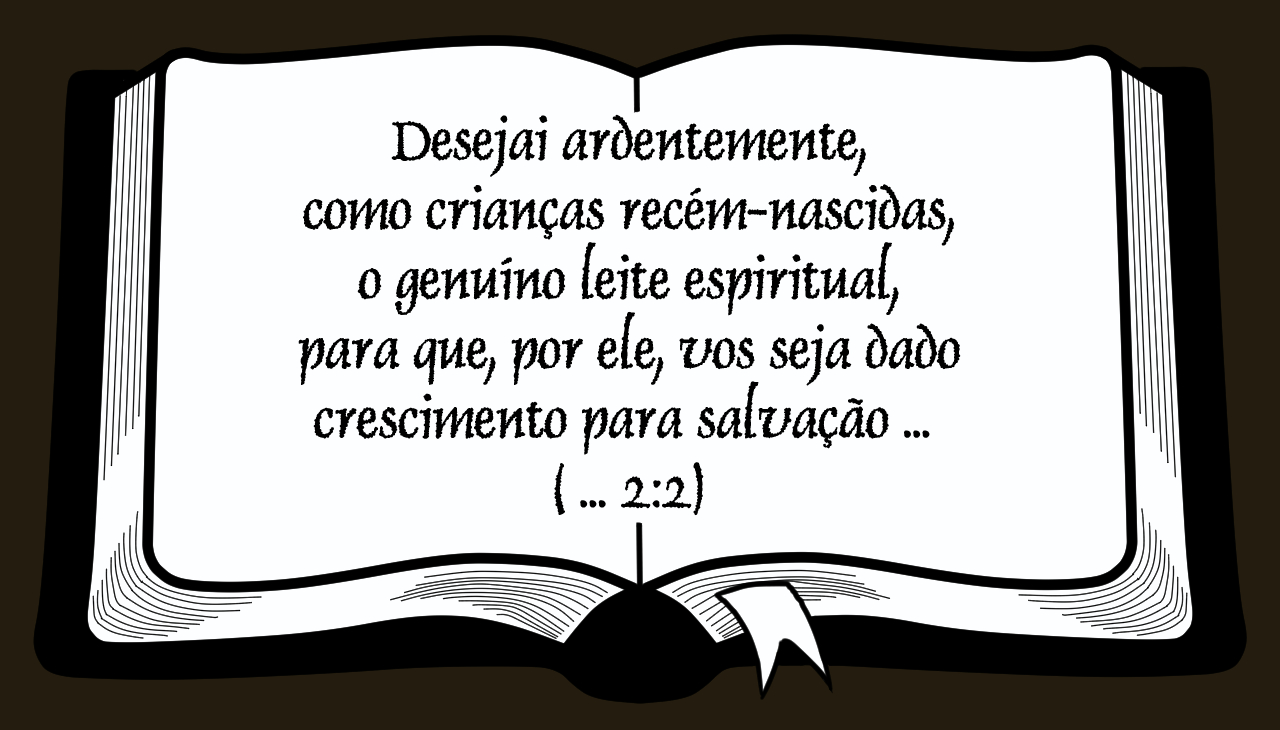 Desejai ardentemente,
como crianças recém-nascidas,
o genuíno leite espiritual,
para que, por ele, vos seja dado
crescimento para salvação ...
( ... 2:2)